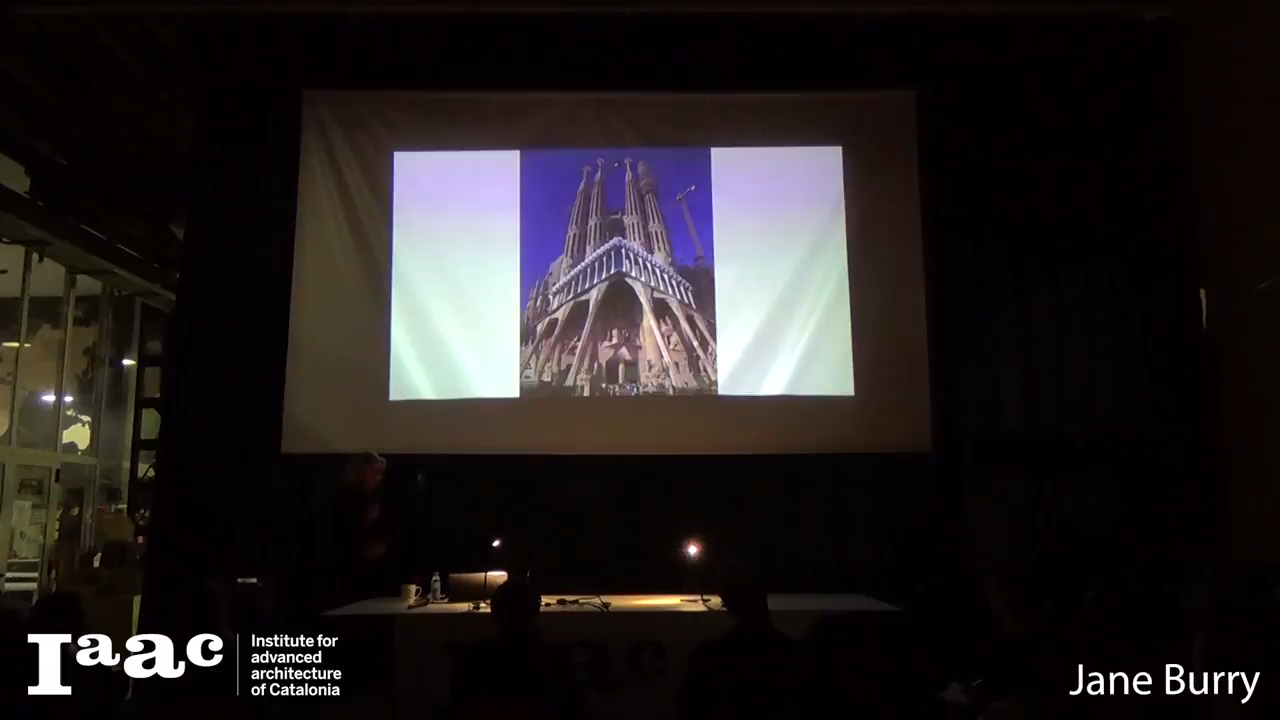 Iaac
Institute for
advanced
architecture
of Catalonia
Jane Burry